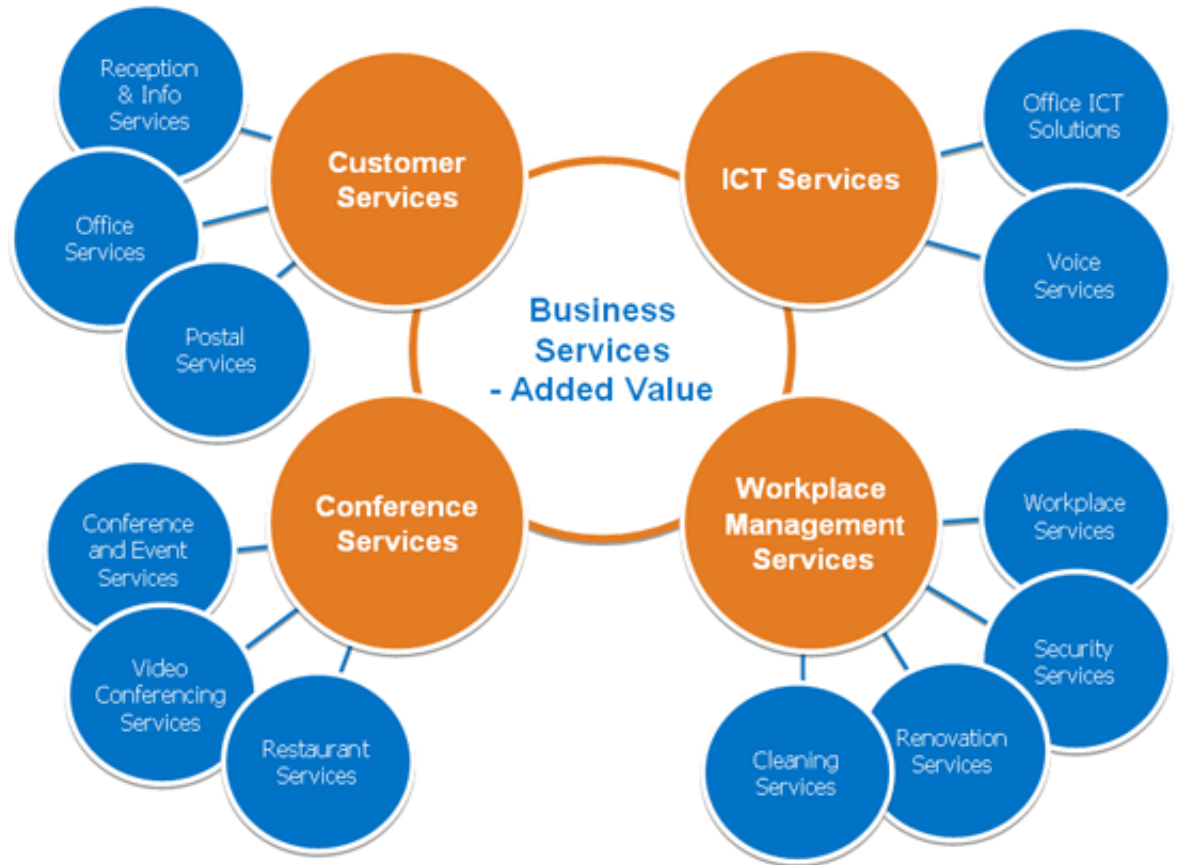 Reception
& Info
Services
Office
Services
Postal
Services
Customer
Services
ICT Services
Office ICT
Solutions
Voice
Services
Business
Services
- Added Value
Conference
Services
Conference
and Event
Services
Video
Conferencing
Services
Restaurant
Services
Workplace
Management
Services
Workplace
Services
Security
Services
Renovation
Services
Cleaning
Services